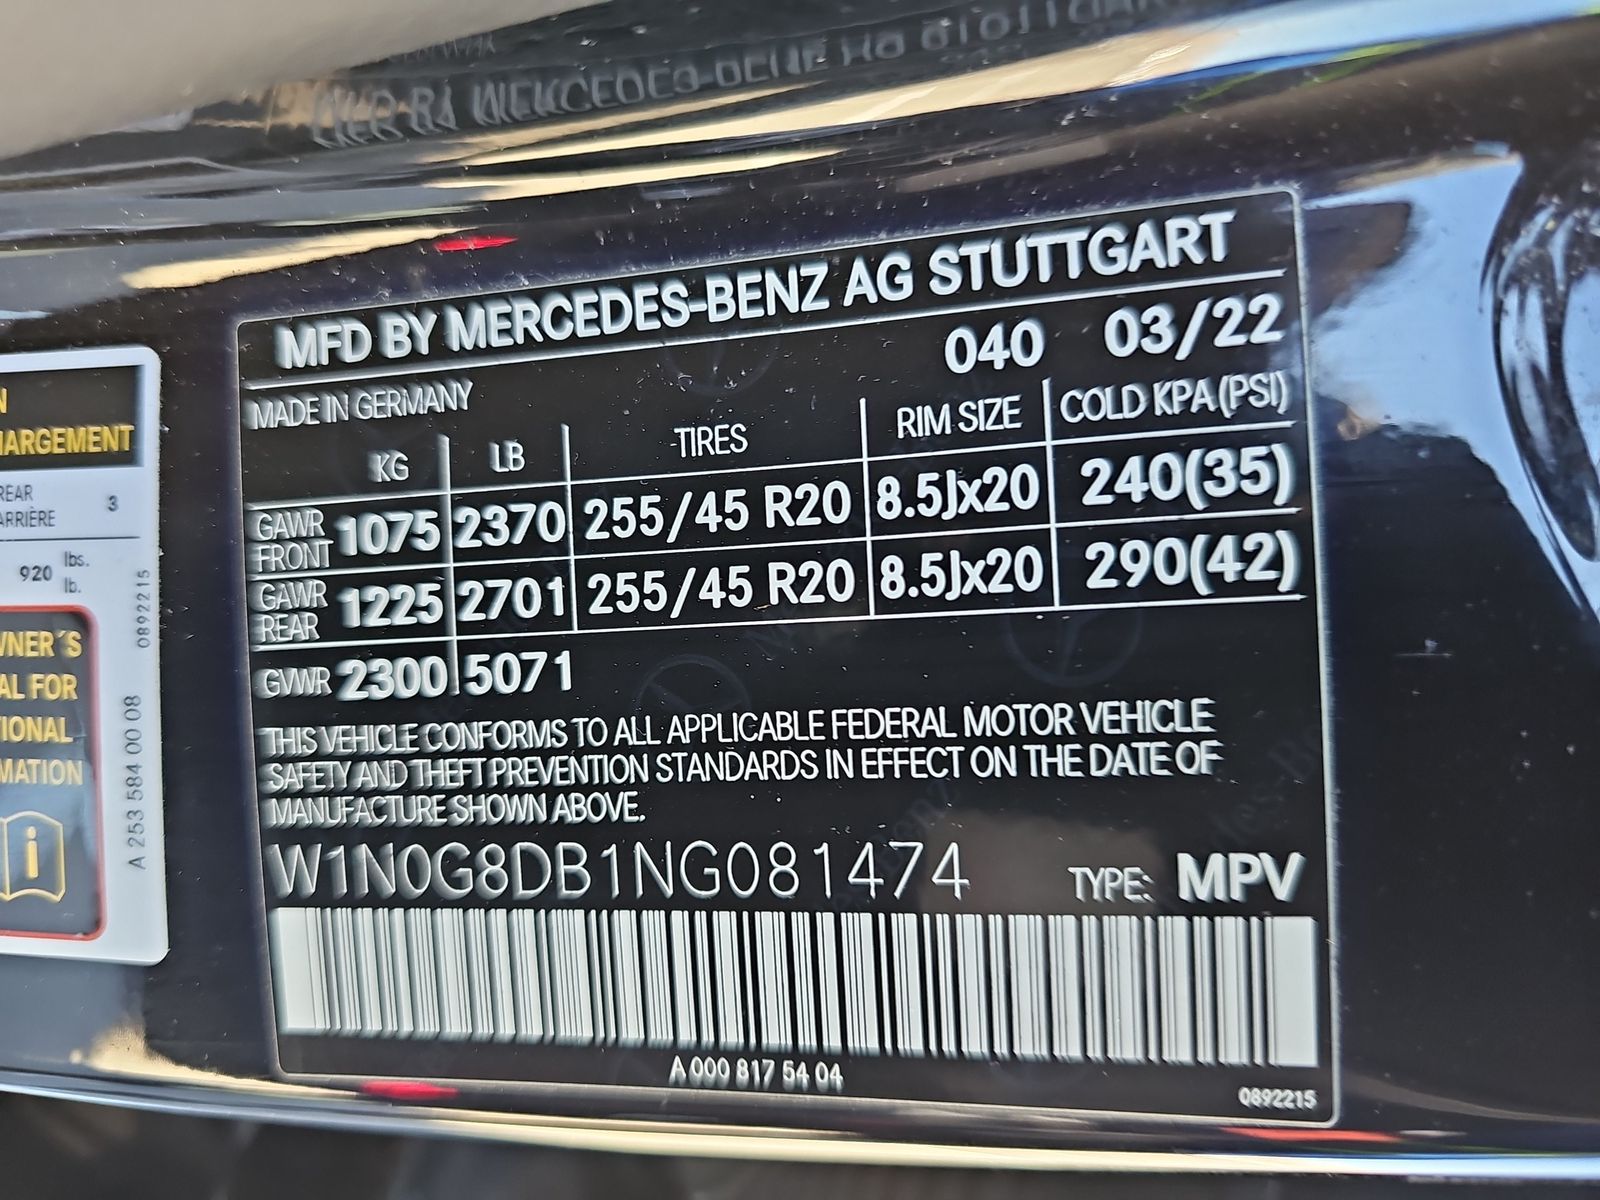 MFD BY MERCEDES-BENZ AG STUTTGART
040 03/22
MADE IN GERMANY
KG LB TIRES RIM SIZE COLD KPA(PSI)
GAWR FRONT 1075 2370 255/45 R20 8.5Jx20 240(35)
GAWR REAR 1225 2701 255/45 R20 8.5Jx20 290(42)
GVWR 2300 5071
THIS VEHICLE CONFORMS TO ALL APPLICABLE FEDERAL MOTOR VEHICLE
SAFETY AND THEFT PREVENTION STANDARDS IN EFFECT ON THE DATE OF
MANUFACTURE SHOWN ABOVE.
W1N0G8DB1NG081474 TYPE: MPV
A 000 817 54 04
Q892215
N
HARGEMENT
REAR
ARRIÈRE
3
920 lbs.
lb.
0892215
WNER´S
AL FOR
TIONAL
MATION
i
A 253 584 00 08